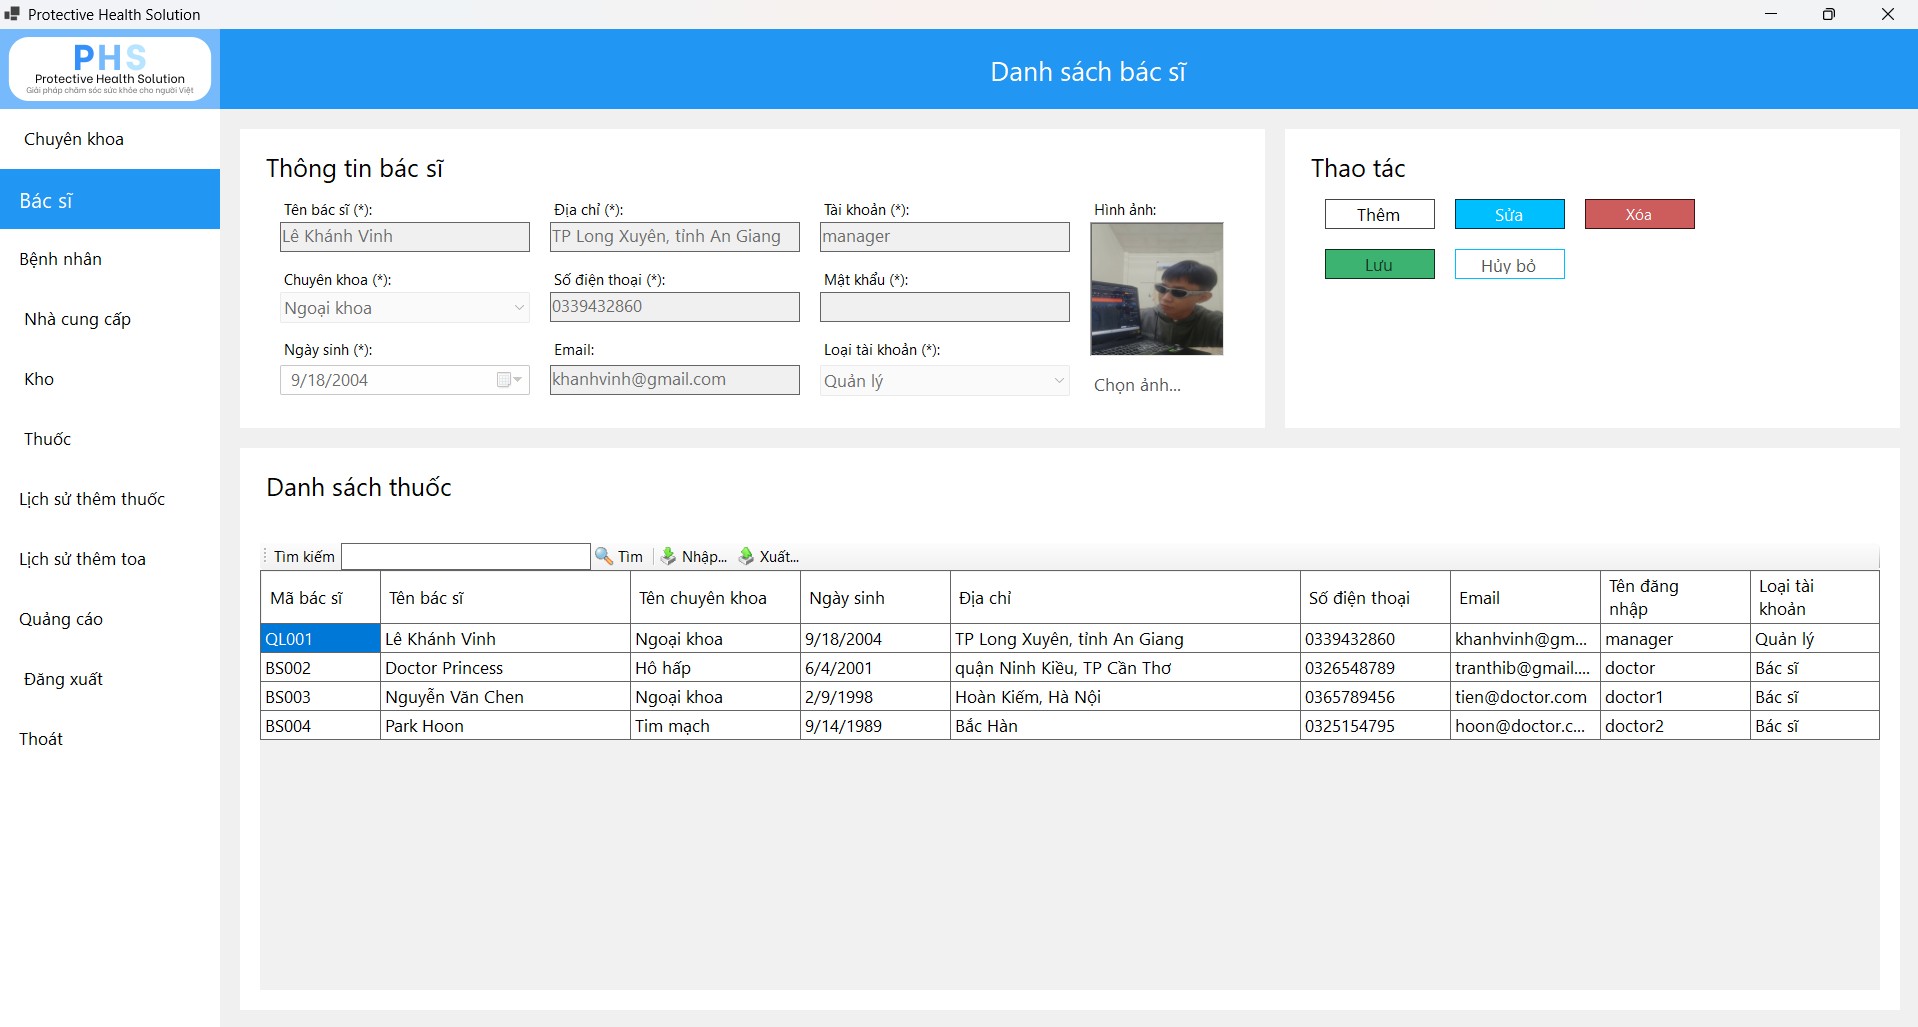 Protective Health Solution
PHS
Protective Health Solution
Giải pháp chăm sóc sức khỏe cho người Việt
Danh sách bác sĩ
Chuyên khoa
Bác sĩ
Bệnh nhân
Nhà cung cấp
Kho
Thuốc
Lịch sử thêm thuốc
Lịch sử thêm toa
Quảng cáo
Đăng xuất
Thoát
Thông tin bác sĩ
Tên bác sĩ (*): Địa chỉ (*): Tài khoản (*): Hình ảnh:
Lê Khánh Vinh TP Long Xuyên, tỉnh An Giang manager
Chuyên khoa (*): Số điện thoại (*): Mật khẩu (*):
Ngoại khoa 0339432860
Ngày sinh (*): Email: Loại tài khoản (*):
9/18/2004 khanhvinh@gmail.com Quản lý Chọn ảnh...
Thao tác
Thêm Sửa Xóa
Lưu Hủy bỏ
Danh sách thuốc
Tìm kiếm Tìm Nhập... Xuất...
Mã bác sĩ Tên bác sĩ Tên chuyên khoa Ngày sinh Địa chỉ Số điện thoại Email Tên đăng nhập Loại tài khoản
QL001 Lê Khánh Vinh Ngoại khoa 9/18/2004 TP Long Xuyên, tỉnh An Giang 0339432860 khanhvinh@gm... manager Quản lý
BS002 Doctor Princess Hô hấp 6/4/2001 quận Ninh Kiều, TP Cần Thơ 0326548789 tranthib@gmail.... doctor Bác sĩ
BS003 Nguyễn Văn Chen Ngoại khoa 2/9/1998 Hoàn Kiếm, Hà Nội 0365789456 tien@doctor.com doctor1 Bác sĩ
BS004 Park Hoon Tim mạch 9/14/1989 Bắc Hàn 0325154795 hoon@doctor.c... doctor2 Bác sĩ